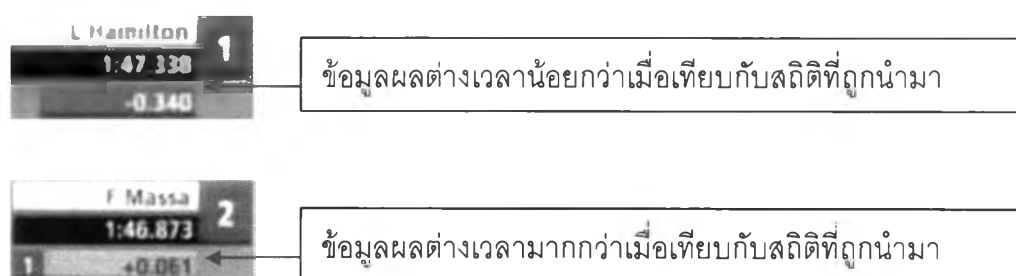 L Hamilton
1
1:47.338
-0.340
ข้อมูลผลต่างเวลาน้อยกว่าเมื่อเทียบกับสถิติที่ถูกนำมา
F Massa
2
1:46.873
1 +0.061
ข้อมูลผลต่างเวลามากกว่าเมื่อเทียบกับสถิติที่ถูกนำมา